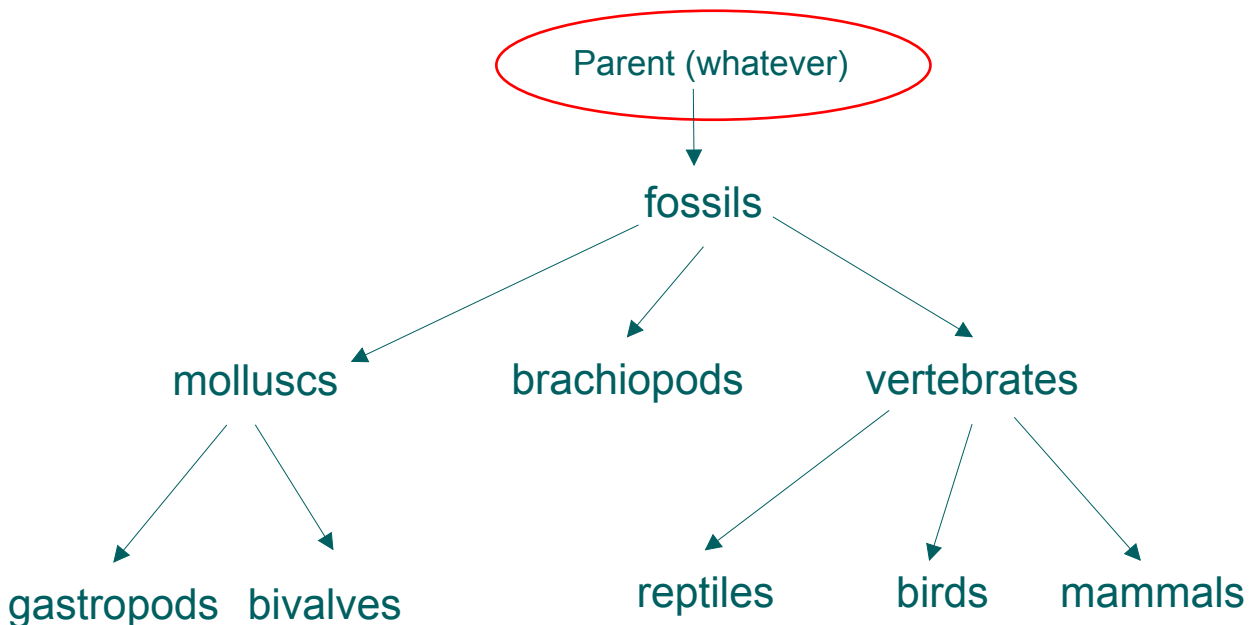 Parent (whatever)
fossils
molluscs
brachiopods
vertebrates
gastropods
bivalves
reptiles
birds
mammals